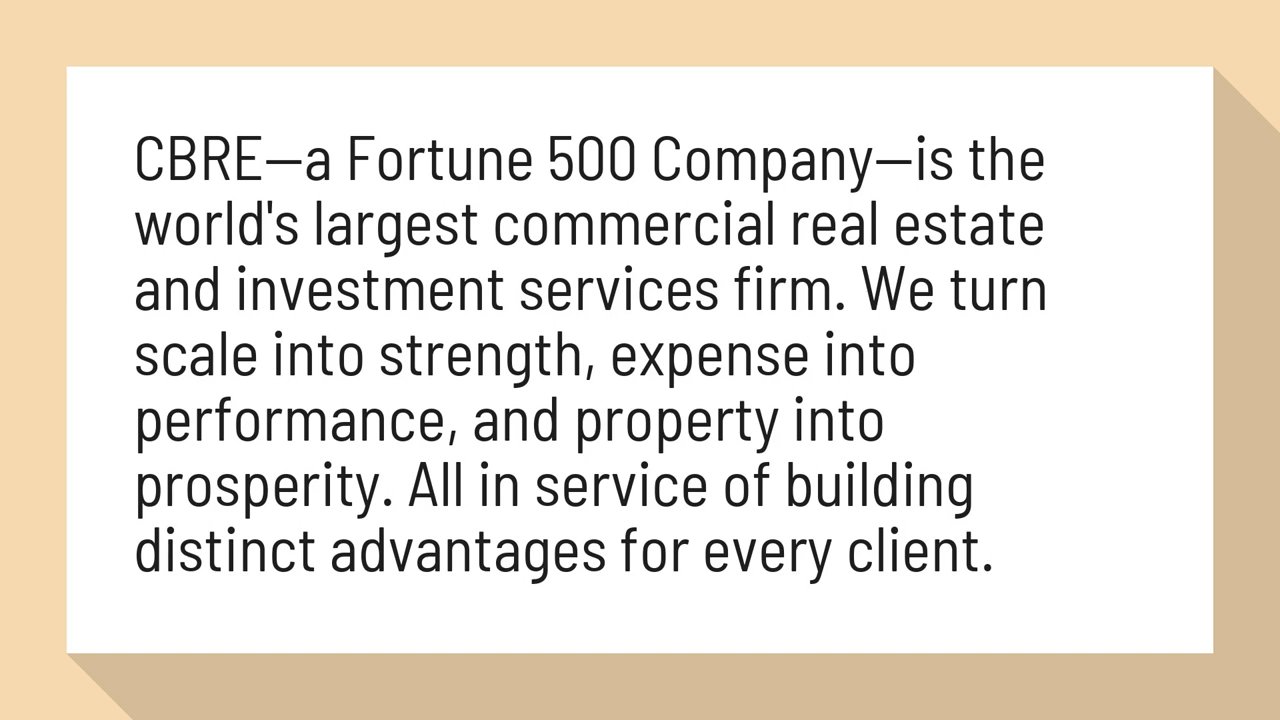 CBRE—a Fortune 500 Company—is the
world's largest commercial real estate
and investment services firm. We turn
scale into strength, expense into
performance, and property into
prosperity. All in service of building
distinct advantages for every client.